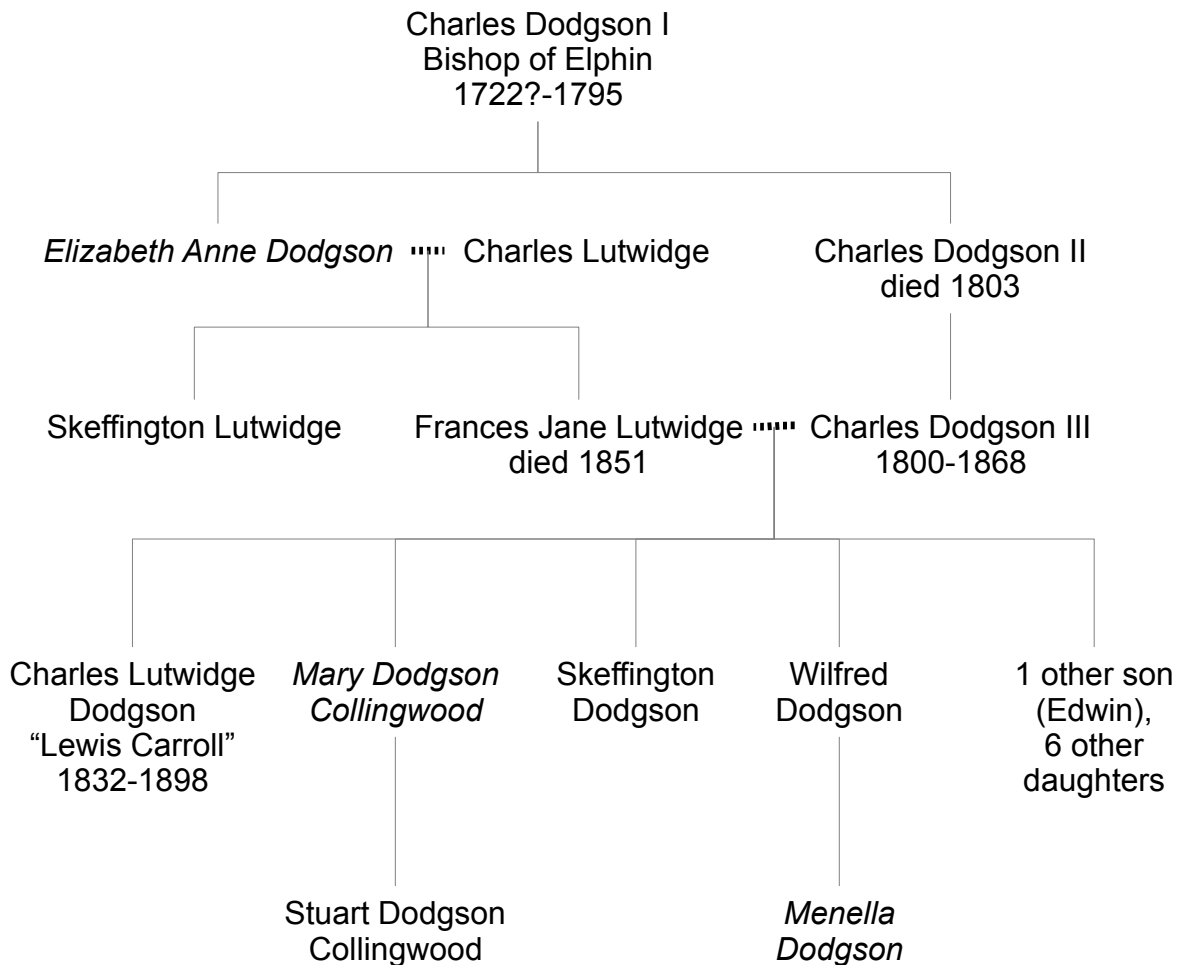 Charles Dodgson I
Bishop of Elphin
1722?-1795
Elizabeth Anne Dodgson
Charles Lutwidge
Charles Dodgson II
died 1803
Skeffington Lutwidge
Frances Jane Lutwidge
died 1851
Charles Dodgson III
1800-1868
Charles Lutwidge
Dodgson
“Lewis Carroll”
1832-1898
Mary Dodgson
Collingwood
Skeffington
Dodgson
Wilfred
Dodgson
1 other son
(Edwin),
6 other
daughters
Stuart Dodgson
Collingwood
Menella
Dodgson